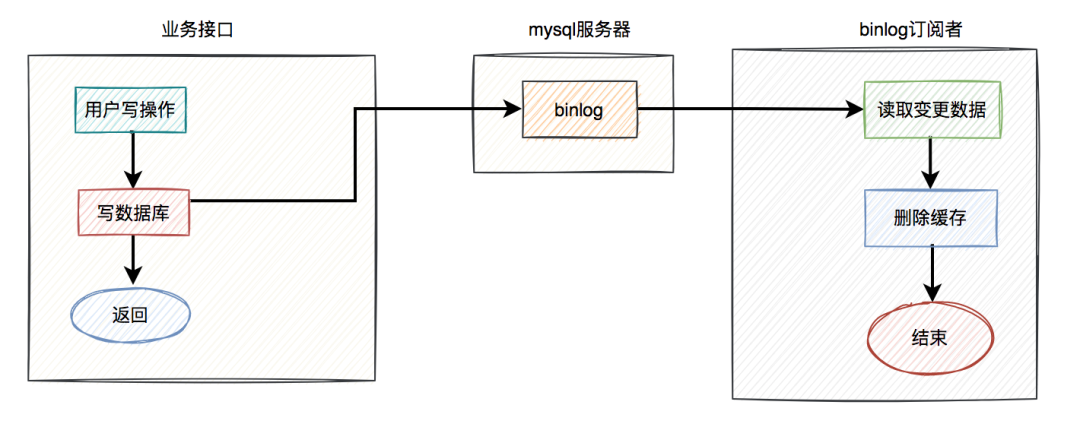 业务接口
mysql服务器
binlog订阅者
用户写操作
binlog
读取变更数据
写数据库
删除缓存
返回
结束